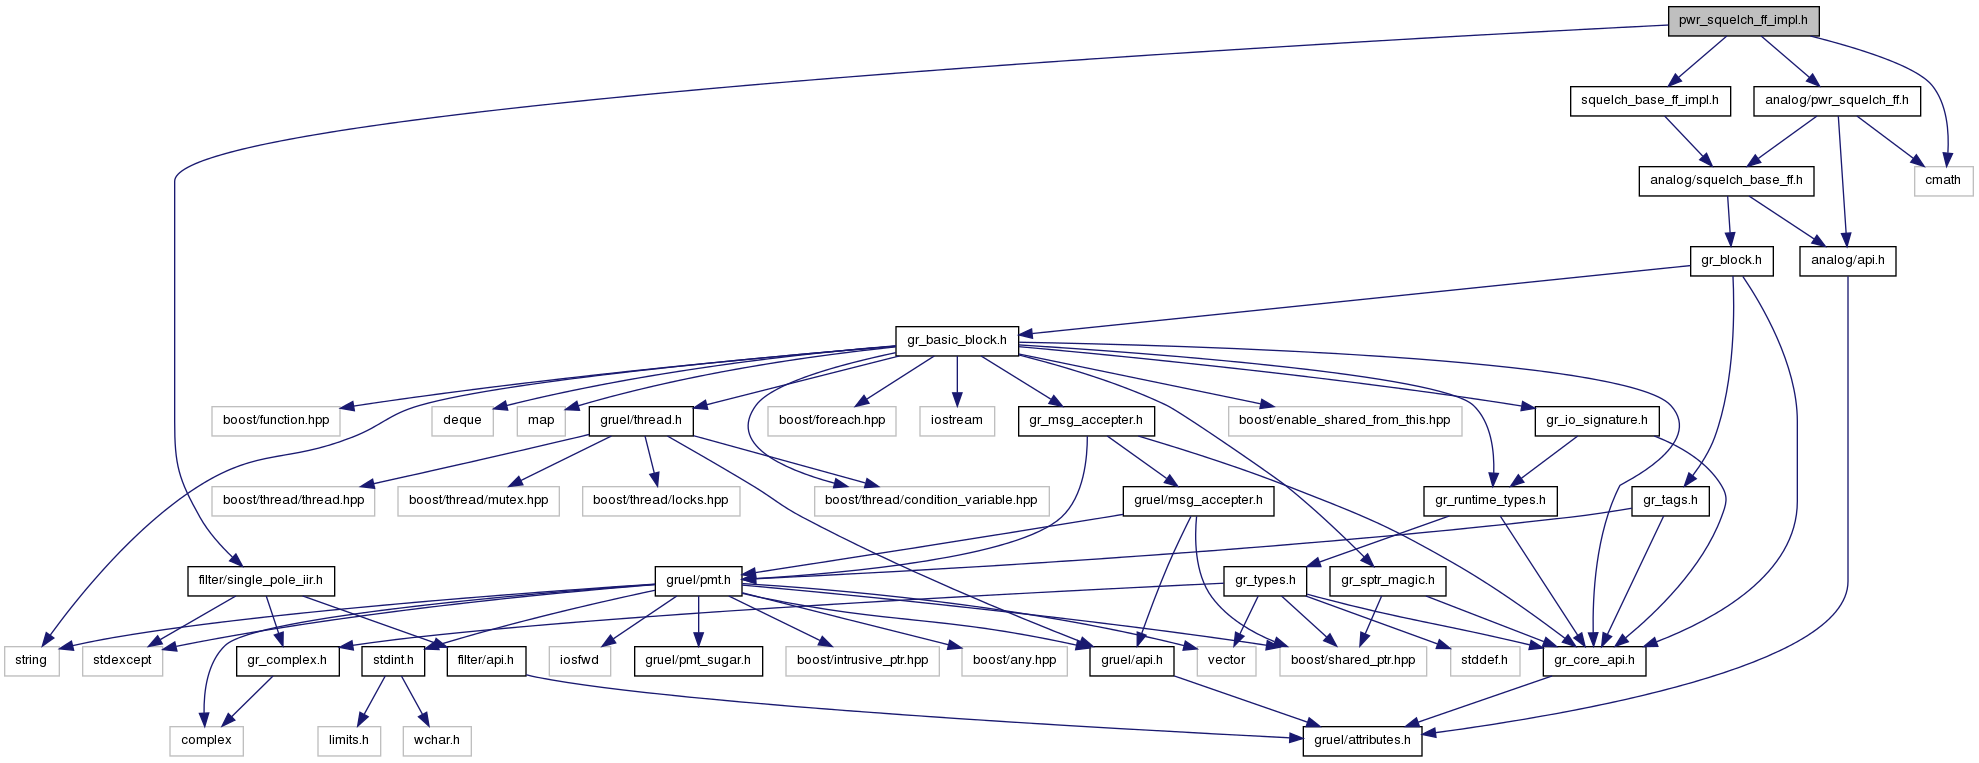 pwr_squelch_ff_impl.h
squelch_base_ff_impl.h
analog/pwr_squelch_ff.h
analog/squelch_base_ff.h
cmath
gr_block.h
analog/api.h
gr_basic_block.h
boost/function.hpp
deque
map
gruel/thread.h
boost/foreach.hpp
iostream
gr_msg_accepter.h
boost/enable_shared_from_this.hpp
gr_io_signature.h
boost/thread/thread.hpp
boost/thread/mutex.hpp
boost/thread/locks.hpp
boost/thread/condition_variable.hpp
gruel/msg_accepter.h
gr_runtime_types.h
gr_tags.h
filter/single_pole_iir.h
gruel/pmt.h
gr_types.h
gr_sptr_magic.h
string
stdexcept
gr_complex.h
stdint.h
filter/api.h
iosfwd
gruel/pmt_sugar.h
boost/intrusive_ptr.hpp
boost/any.hpp
gruel/api.h
vector
boost/shared_ptr.hpp
stddef.h
gr_core_api.h
complex
limits.h
wchar.h
gruel/attributes.h